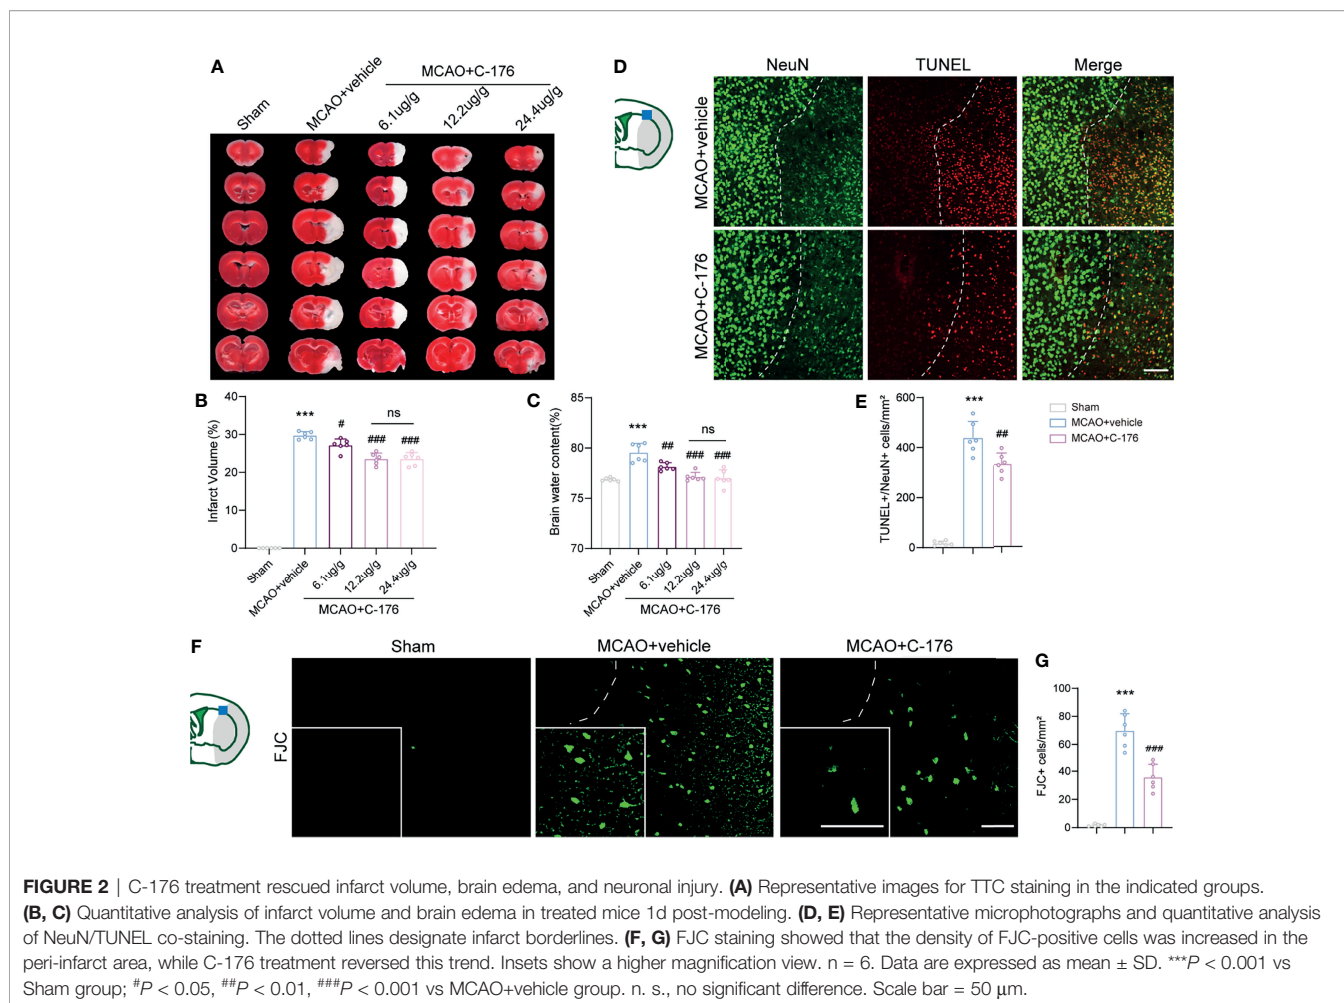 A
Sham
MCAO+vehicle
MCAO+C-176
6.1ug/g
12.2ug/g
24.4ug/g
D
NeuN
TUNEL
Merge
MCAO+vehicle
MCAO+C-176
B
Infarct Volume (%)
40
30
20
10
0
***
#
###
###
ns
Sham
MCAO+vehicle
6.1ug/g
12.2ug/g
24.4ug/g
MCAO+C-176
C
Brain water content(%)
85
80
75
70
***
##
###
###
ns
Sham
MCAO+vehicle
6.1ug/g
12.2ug/g
24.4ug/g
MCAO+C-176
E
TUNEL+/NeuN+ cells/mm²
600
400
200
0
***
##
Sham
MCAO+vehicle
MCAO+C-176
F
Sham
MCAO+vehicle
MCAO+C-176
FJC
G
FJC+ cells/mm²
100
80
60
40
20
0
***
###
FIGURE 2 | C-176 treatment rescued infarct volume, brain edema, and neuronal injury. (A) Representative images for TTC staining in the indicated groups.
(B, C) Quantitative analysis of infarct volume and brain edema in treated mice 1d post-modeling. (D, E) Representative microphotographs and quantitative analysis
of NeuN/TUNEL co-staining. The dotted lines designate infarct borderlines. (F, G) FJC staining showed that the density of FJC-positive cells was increased in the
peri-infarct area, while C-176 treatment reversed this trend. Insets show a higher magnification view. n = 6. Data are expressed as mean ± SD. ***P < 0.001 vs
Sham group; #P < 0.05, ##P < 0.01, ###P < 0.001 vs MCAO+vehicle group. n. s., no significant difference. Scale bar = 50 μm.